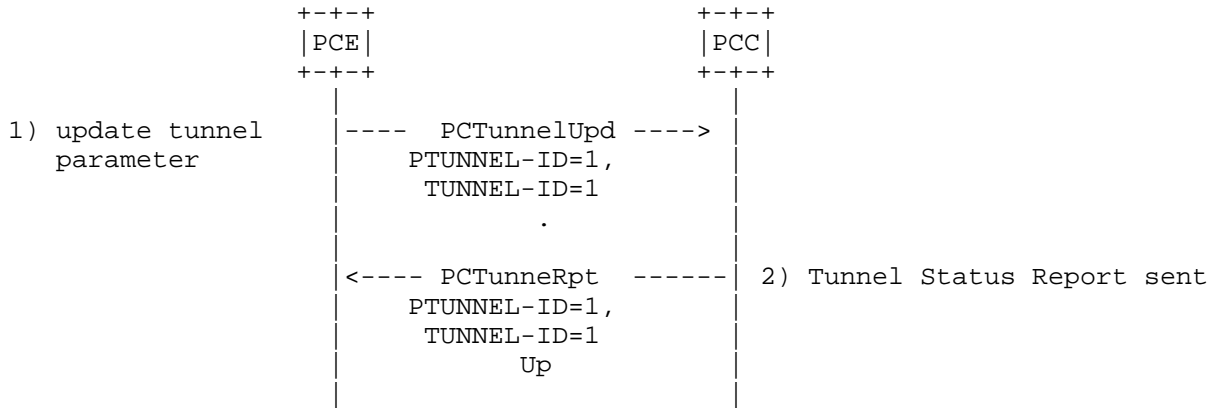 +-+-+ +-+-+
|PCE| |PCC|
+-+-+ +-+-+
| |
1) update tunnel |---- PCTunnelUpd ----> |
parameter | PTUNNEL-ID=1, |
| TUNNEL-ID=1 |
| . |
| |
|<---- PCTunneRpt ------| 2) Tunnel Status Report sent
| PTUNNEL-ID=1, |
| TUNNEL-ID=1 |
| Up |
| |